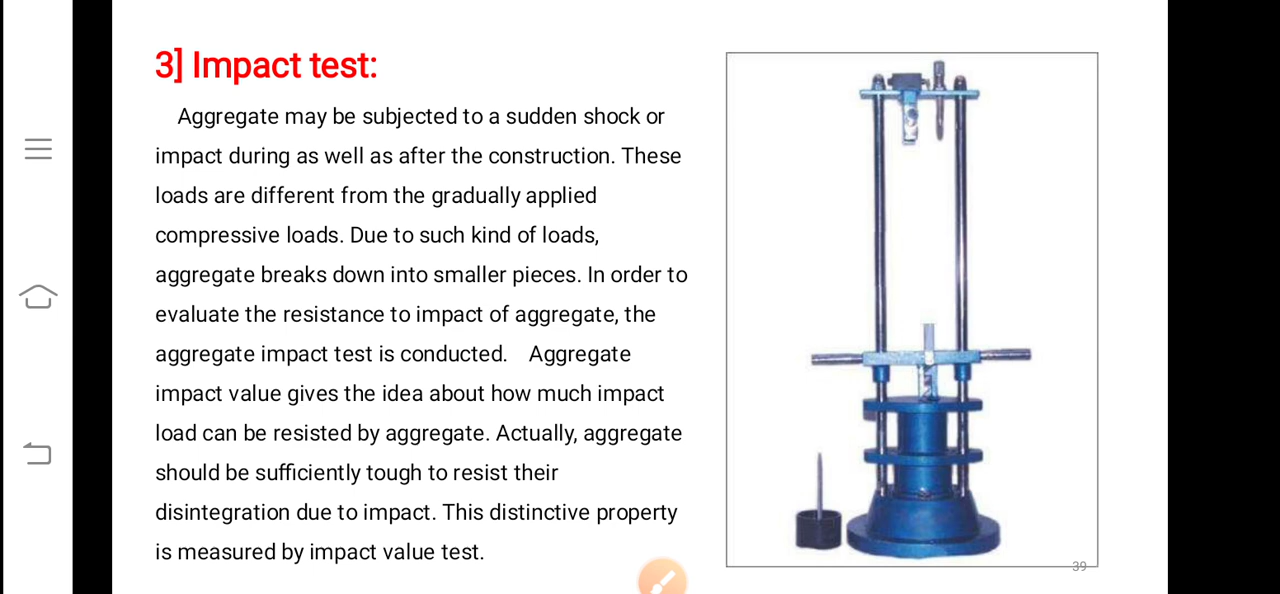 3] Impact test:
Aggregate may be subjected to a sudden shock or
impact during as well as after the construction. These
loads are different from the gradually applied
compressive loads. Due to such kind of loads,
aggregate breaks down into smaller pieces. In order to
evaluate the resistance to impact of aggregate, the
aggregate impact test is conducted. Aggregate
impact value gives the idea about how much impact
load can be resisted by aggregate. Actually, aggregate
should be sufficiently tough to resist their
disintegration due to impact. This distinctive property
is measured by impact value test.
39